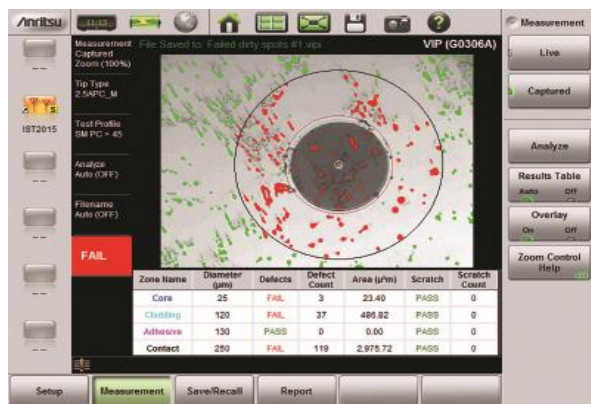 Anritsu
11:13
?
Measurement
Measurement
Captured
Zoom (100%)
File Saved to: Failed dirty spots #1.vipi
VIP (G0306A)
Tip Type
2.5APC_M
Test Profile
SM PC > 45
Analyze
Auto (OFF)
Filename
Auto (OFF)
FAIL
--
IST2015
--
--
--
--
--
Live
Captured
Analyze
Results Table
Auto Off
Overlay
On Off
Zoom Control
Help
Zone Name Diameter (µm) Defects Defect Count Area (µ²m) Scratch Scratch Count
Core 25 FAIL 3 23.40 PASS 0
Cladding 120 FAIL 37 486.82 PASS 0
Adhesive 130 PASS 0 0.00 PASS 0
Contact 250 FAIL 119 2,975.72 PASS 0
Setup Measurement Save/Recall Report